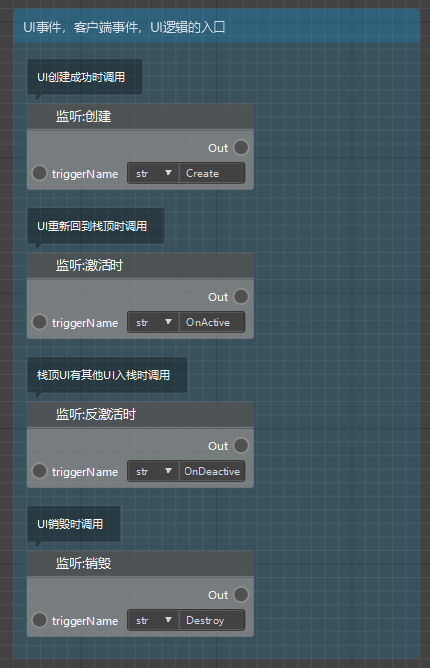 UI事件，客户端事件，UI逻辑的入口
UI创建成功时调用
监听:创建
Out
triggerName str Create
UI重新回到栈顶时调用
监听:激活时
Out
triggerName str OnActive
栈顶UI有其他UI入栈时调用
监听:反激活时
Out
triggerName str OnDeactive
UI销毁时调用
监听:销毁
Out
triggerName str Destroy